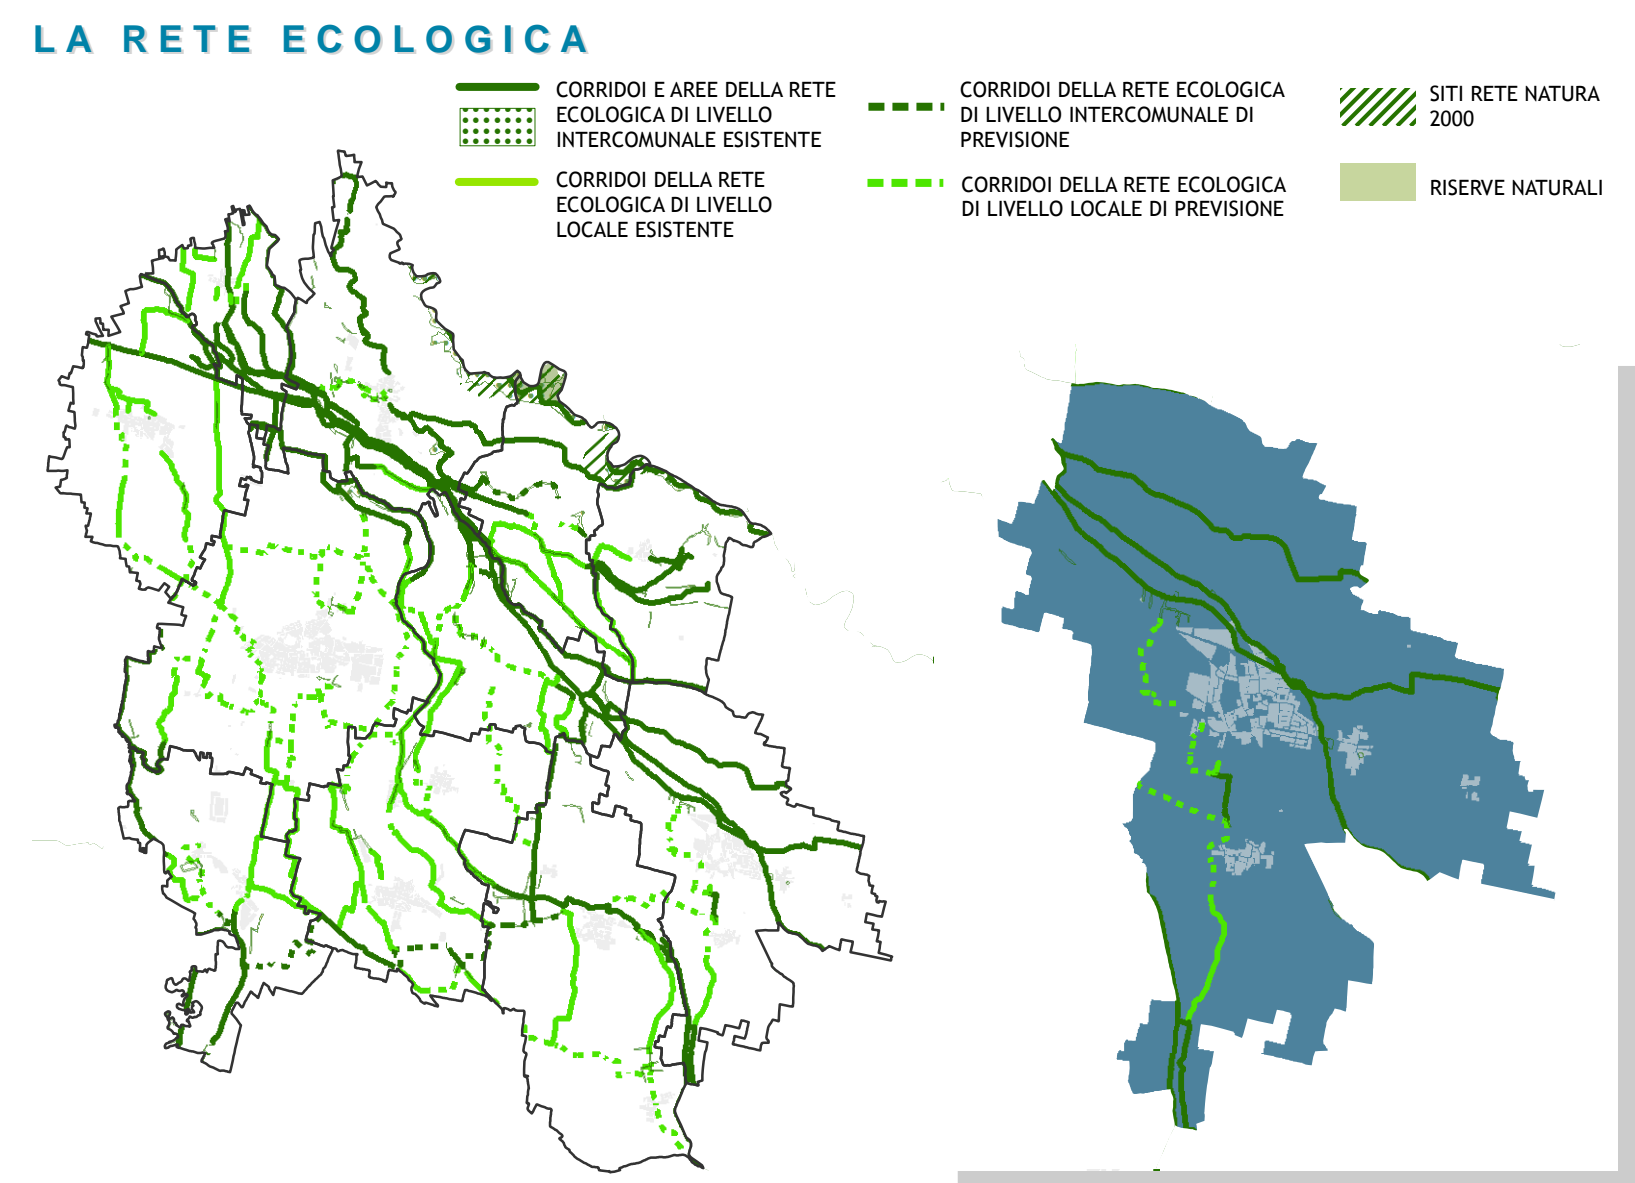 LA RETE ECOLOGICA
CORRIDOI E AREE DELLA RETE
ECOLOGICA DI LIVELLO
INTERCOMUNALE ESISTENTE
CORRIDOI DELLA RETE
ECOLOGICA DI LIVELLO
LOCALE ESISTENTE
CORRIDOI DELLA RETE ECOLOGICA
DI LIVELLO INTERCOMUNALE DI
PREVISIONE
CORRIDOI DELLA RETE ECOLOGICA
DI LIVELLO LOCALE DI PREVISIONE
SITI RETE NATURA
2000
RISERVE NATURALI